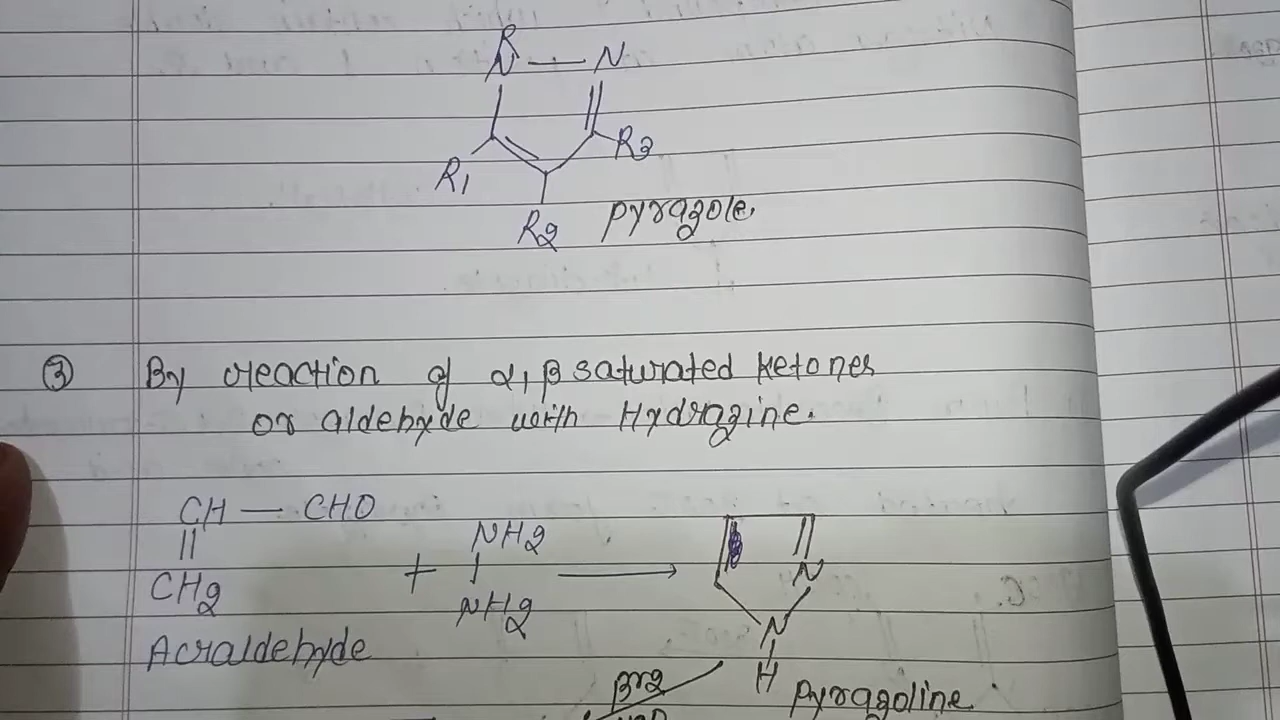 R
N — N
R1
R3
R2 pyrazole.
③ By reaction of α, β saturated ketones
or aldehyde with Hydrazine.
CH — CHO
||
CH2
+
NH2
|
NH2
N
N
H
Acraldehyde
Br2
Pyrazoline